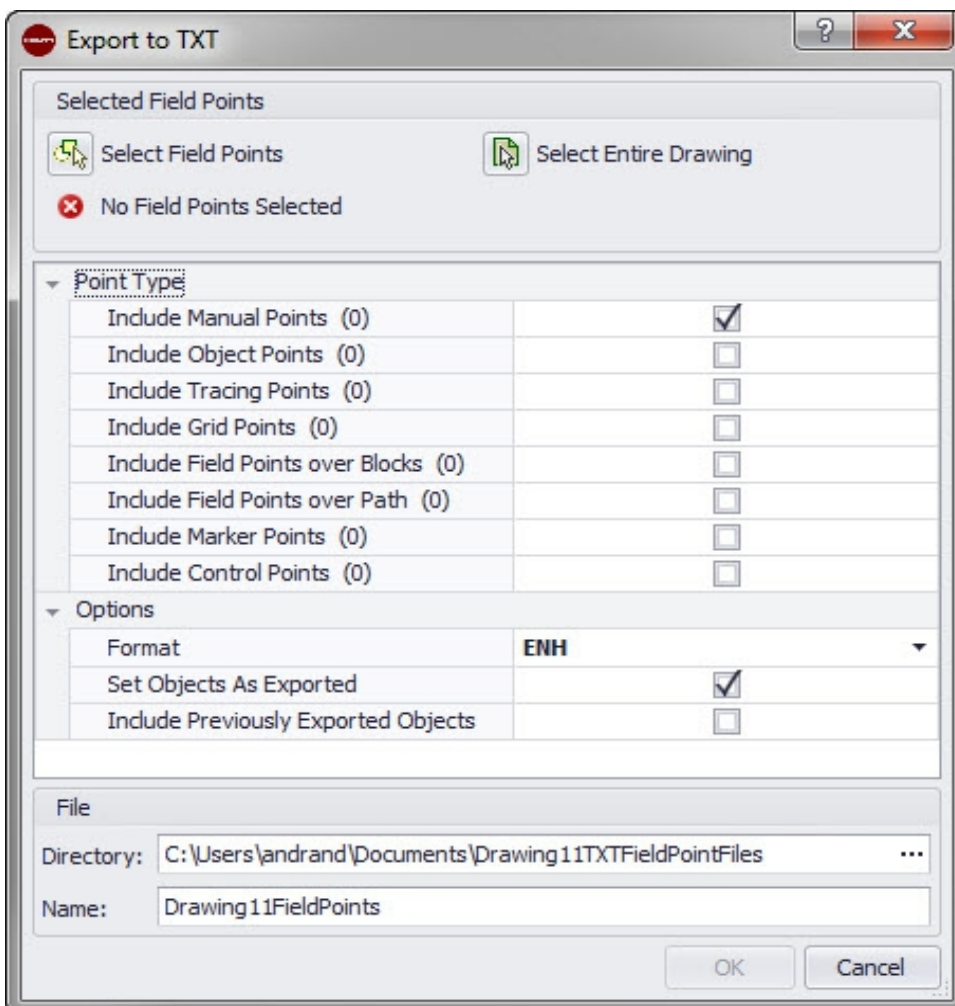 Export to TXT
Selected Field Points
Select Field Points Select Entire Drawing
No Field Points Selected
Point Type
Include Manual Points (0)
Include Object Points (0)
Include Tracing Points (0)
Include Grid Points (0)
Include Field Points over Blocks (0)
Include Field Points over Path (0)
Include Marker Points (0)
Include Control Points (0)
Options
Format ENH
Set Objects As Exported
Include Previously Exported Objects
File
Directory: C:\Users\andrand\Documents\Drawing11TXTFieldPointFiles ...
Name: Drawing11FieldPoints
OK Cancel